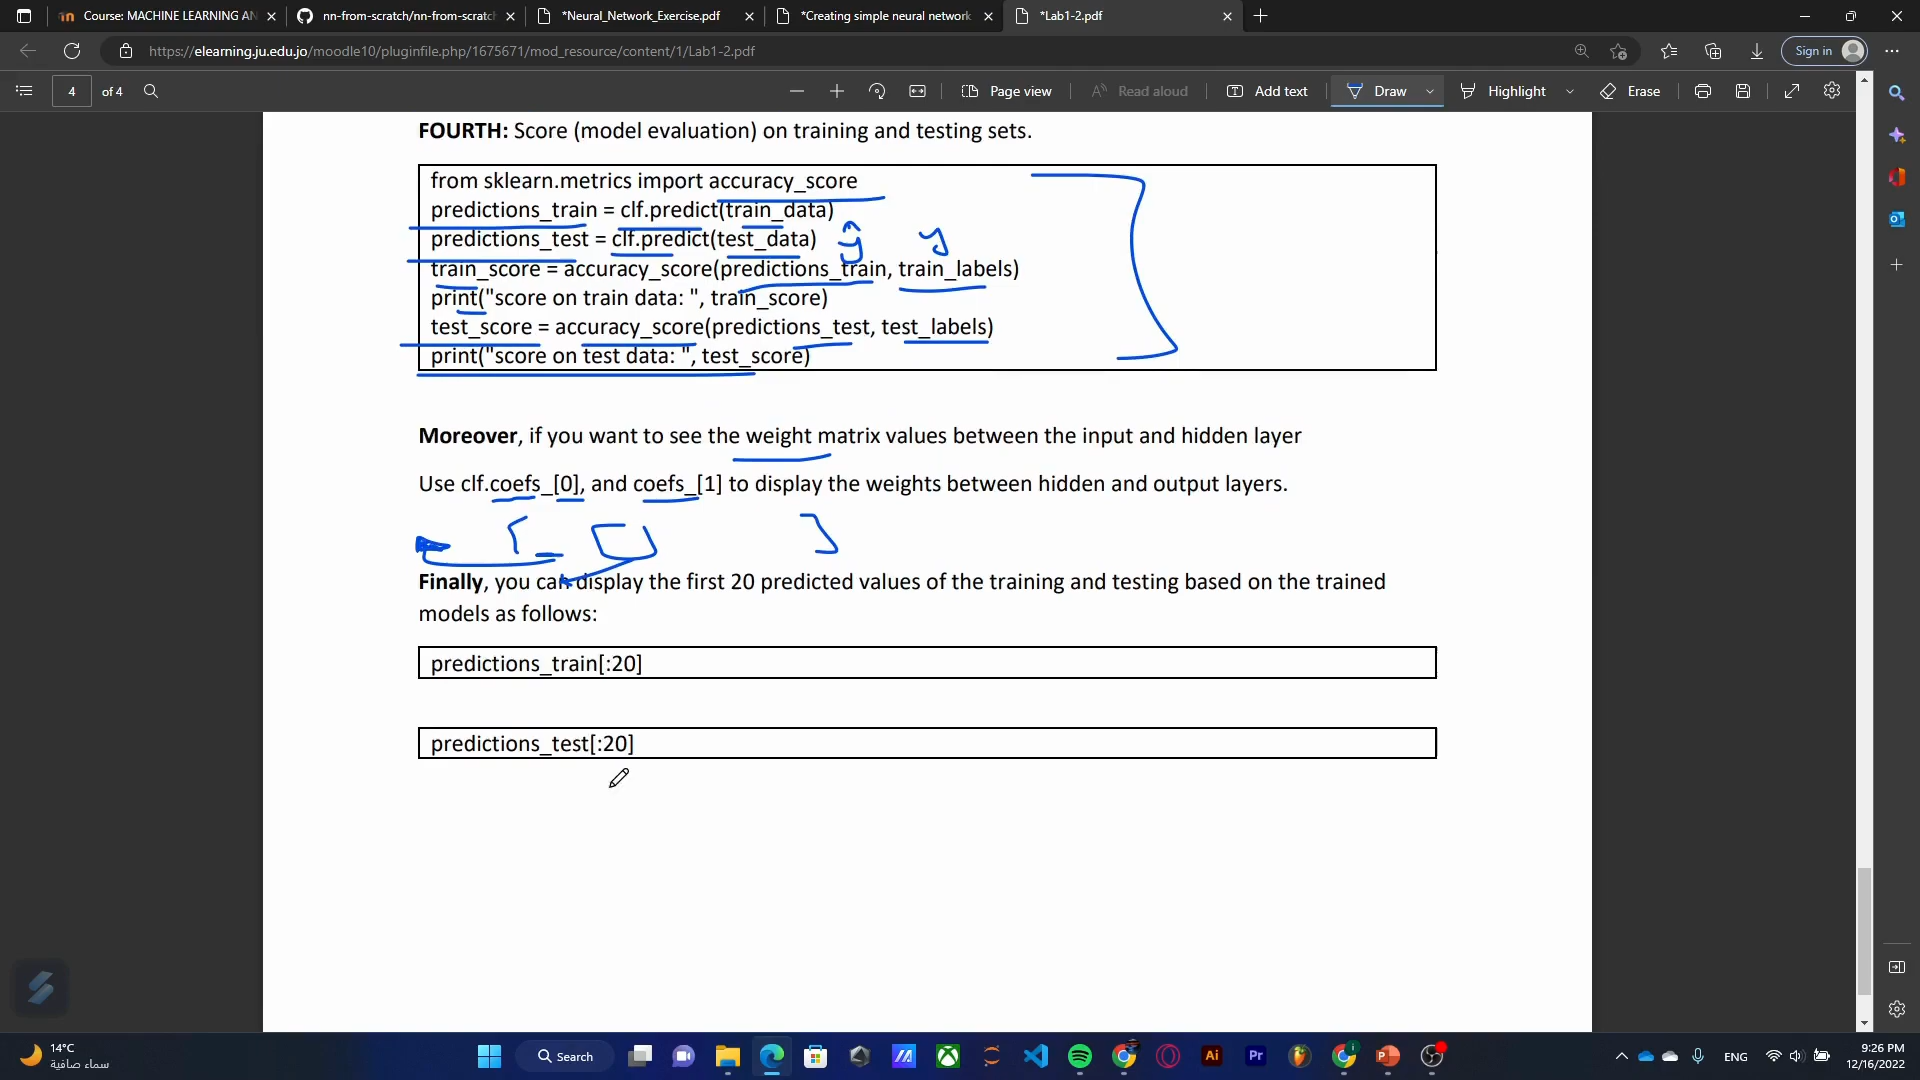 Course: MACHINE LEARNING AN
nn-from-scratch/nn-from-scratc
*Neural_Network_Exercise.pdf
*Creating simple neural network
*Lab1-2.pdf
https://elearning.ju.edu.jo/moodle10/pluginfile.php/1675671/mod_resource/content/1/Lab1-2.pdf
Sign in
4 of 4
Page view
Read aloud
Add text
Draw
Highlight
Erase
FOURTH: Score (model evaluation) on training and testing sets.
from sklearn.metrics import accuracy_score
predictions_train = clf.predict(train_data)
predictions_test = clf.predict(test_data) ŷ y
train_score = accuracy_score(predictions_train, train_labels)
print("score on train data: ", train_score)
test_score = accuracy_score(predictions_test, test_labels)
print("score on test data: ", test_score)
Moreover, if you want to see the weight matrix values between the input and hidden layer
Use clf.coefs_[0], and coefs_[1] to display the weights between hidden and output layers.
Finally, you can display the first 20 predicted values of the training and testing based on the trained
models as follows:
predictions_train[:20]
predictions_test[:20]
14°C
سماء صافية
Search
Ai
Pr
ENG
9:26 PM
12/16/2022